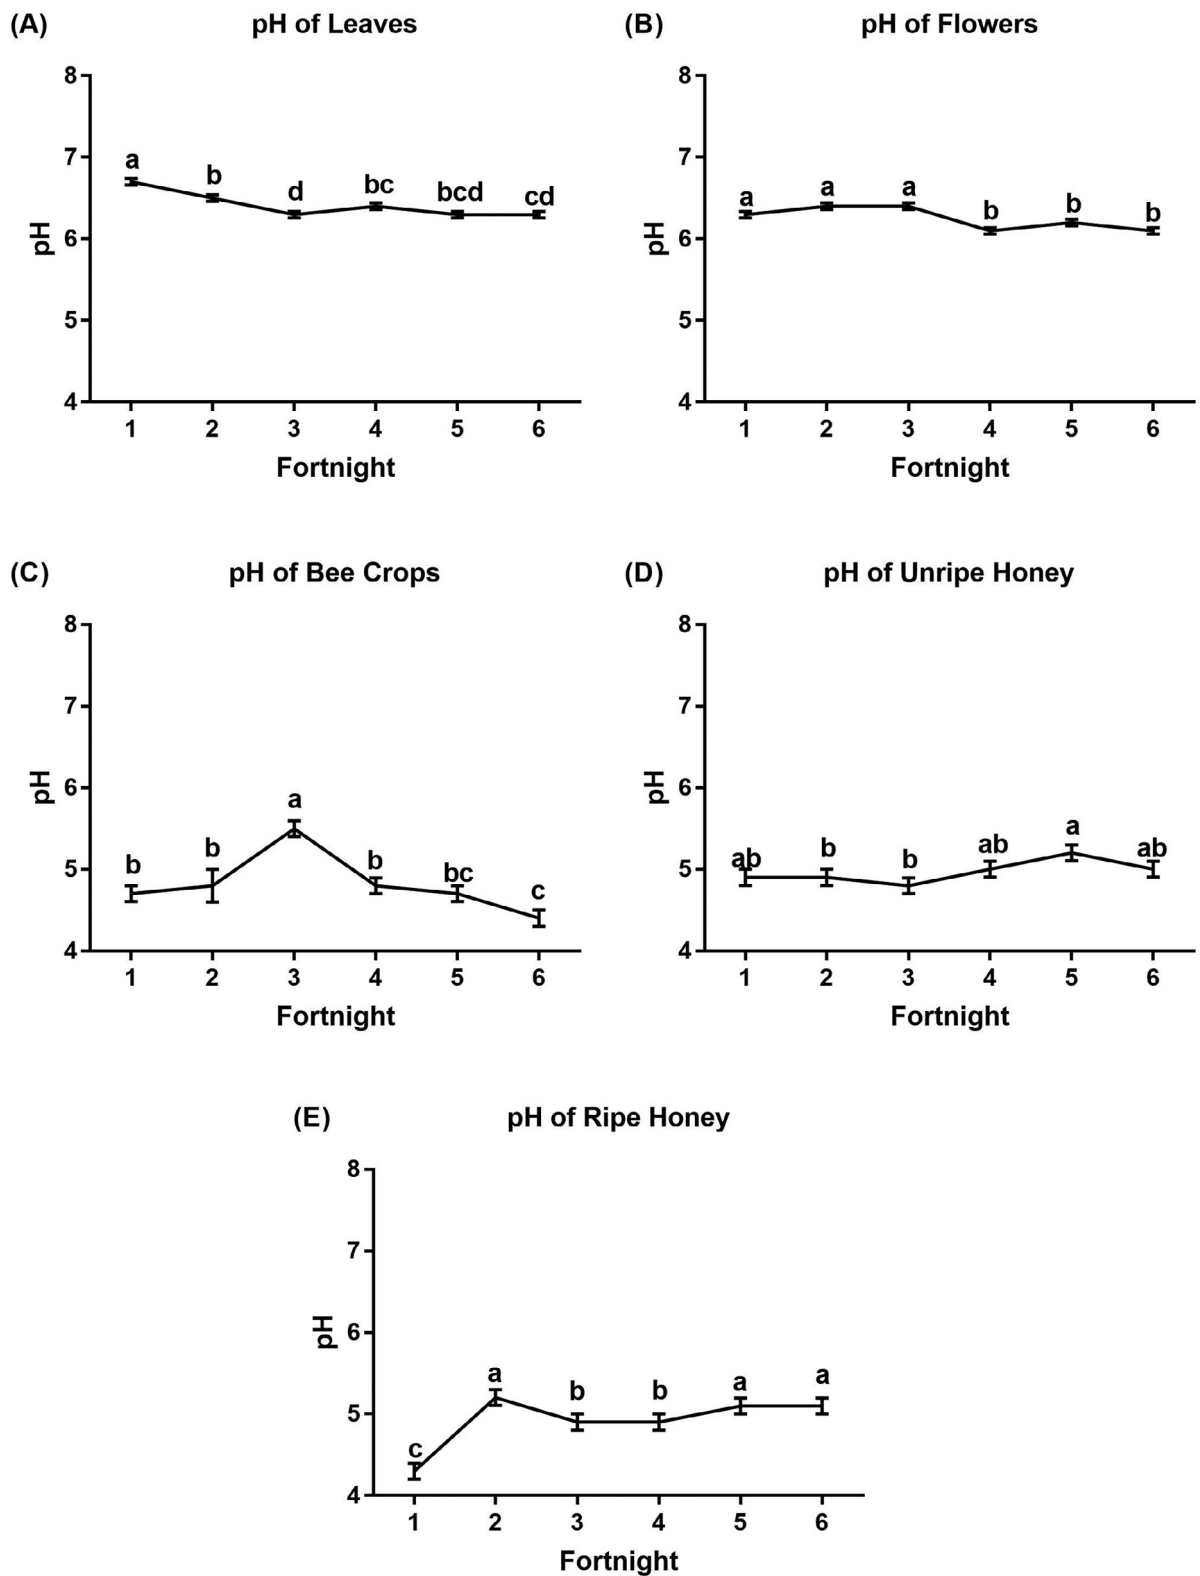 (A) pH of Leaves
8
7
6
5
4
pH
a b d bc bcd cd
1 2 3 4 5 6
Fortnight
(B) pH of Flowers
8
7
6
5
4
pH
a a a b b b
1 2 3 4 5 6
Fortnight
(C) pH of Bee Crops
8
7
6
5
4
pH
b b a b bc c
1 2 3 4 5 6
Fortnight
(D) pH of Unripe Honey
8
7
6
5
4
pH
ab b b ab a ab
1 2 3 4 5 6
Fortnight
(E) pH of Ripe Honey
8
7
6
5
4
pH
c a b b a a
1 2 3 4 5 6
Fortnight